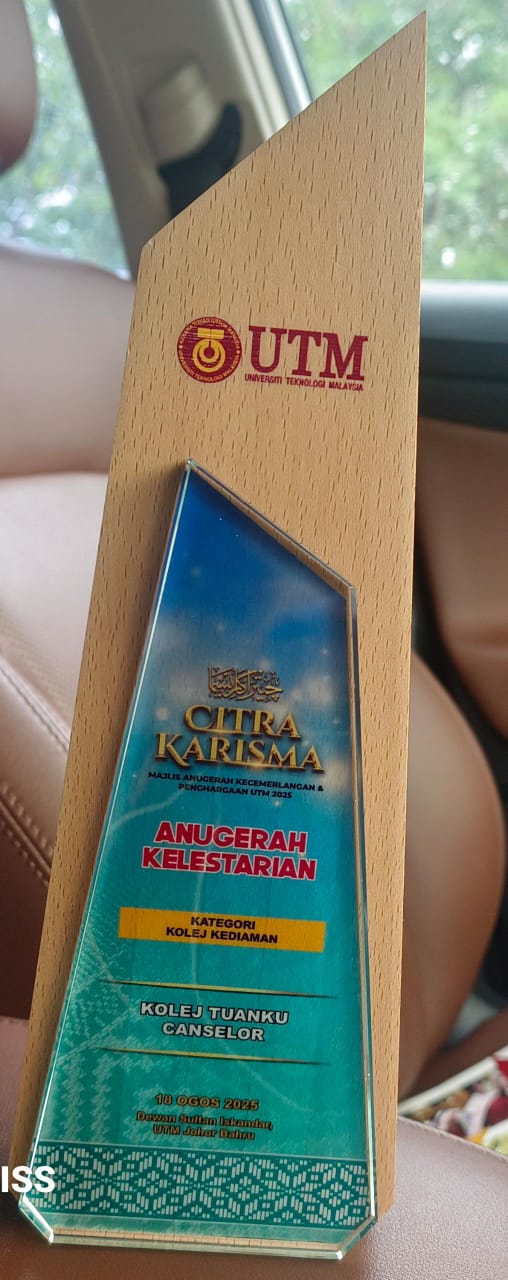 UTM
UNIVERSITI TEKNOLOGI MALAYSIA
CITRA
KARISMA
MAJLIS ANUGERAH KECEMERLANGAN &
PENGHARGAAN UTM 2025
ANUGERAH
KELESTARIAN
KATEGORI
KOLEJ KEDIAMAN
KOLEJ TUANKU
CANSELOR
18 OGOS 2025
Dewan Sultan Iskandar,
UTM Johor Bahru
ISS